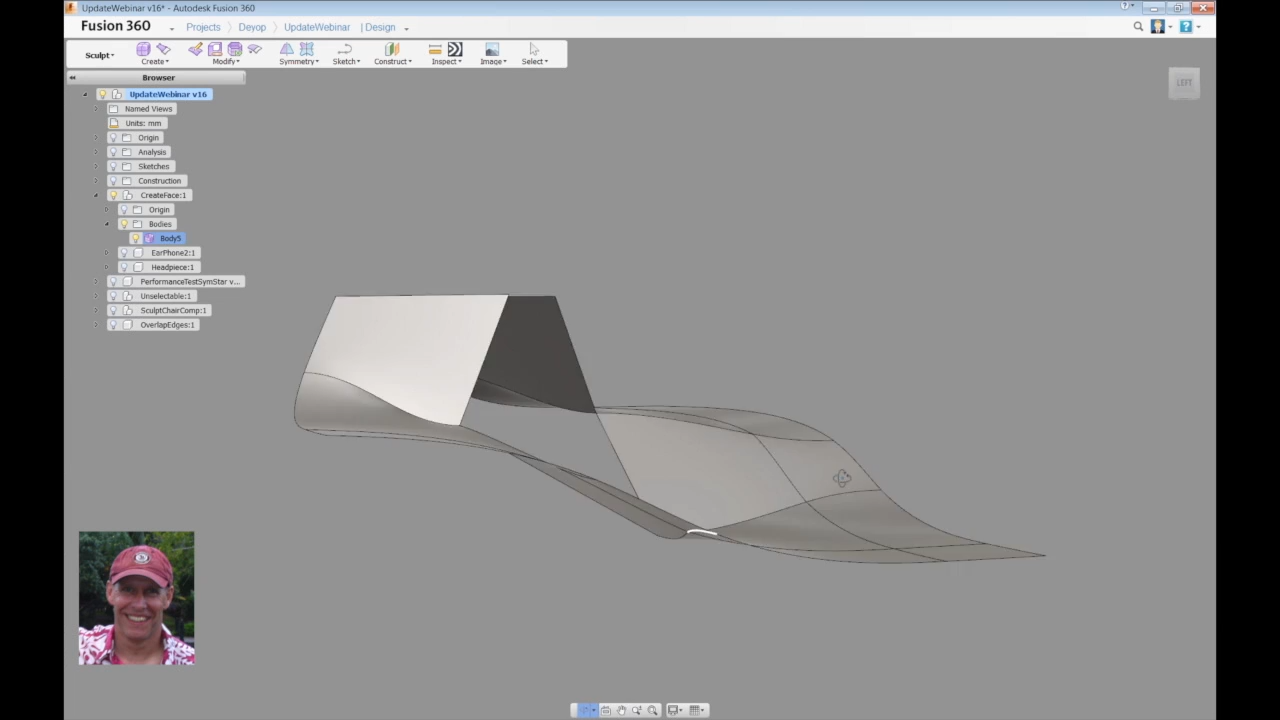 UpdateWebinar v16* - Autodesk Fusion 360
Fusion 360 Projects Deyop UpdateWebinar | Design
Sculpt Create Modify Symmetry Sketch Construct Inspect Image Select
Browser
UpdateWebinar v16
Named Views
Units: mm
Origin
Analysis
Sketches
Construction
CreateFace:1
Origin
Bodies
Body5
EarPhone2:1
Headpiece:1
PerformanceTestSymStar v...
Unselectable:1
SculptChairComp:1
OverlapEdges:1
LEFT